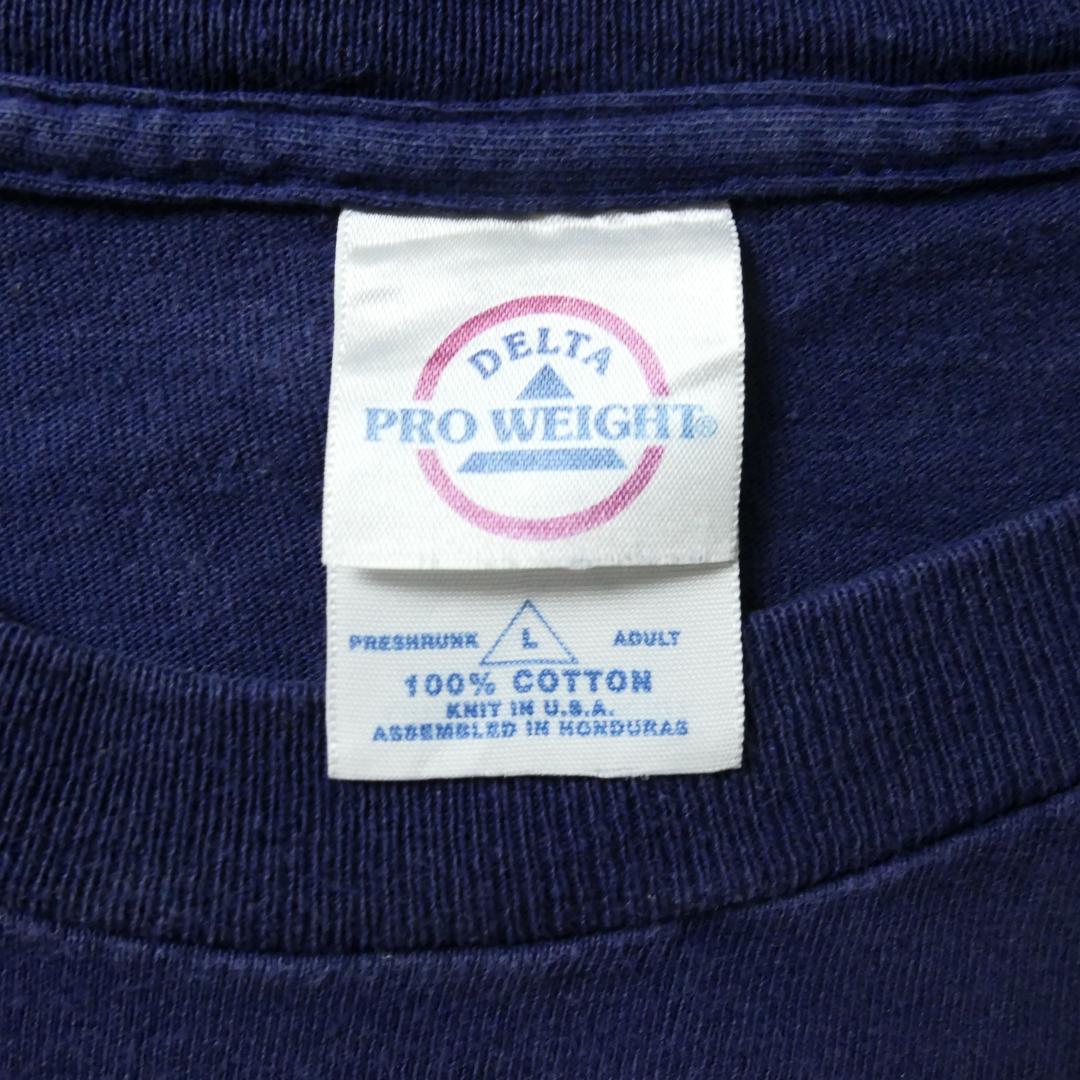 DELTA
PRO WEIGHT®
PRESHRUNK L ADULT
100% COTTON
KNIT IN U.S.A.
ASSEMBLED IN HONDURAS